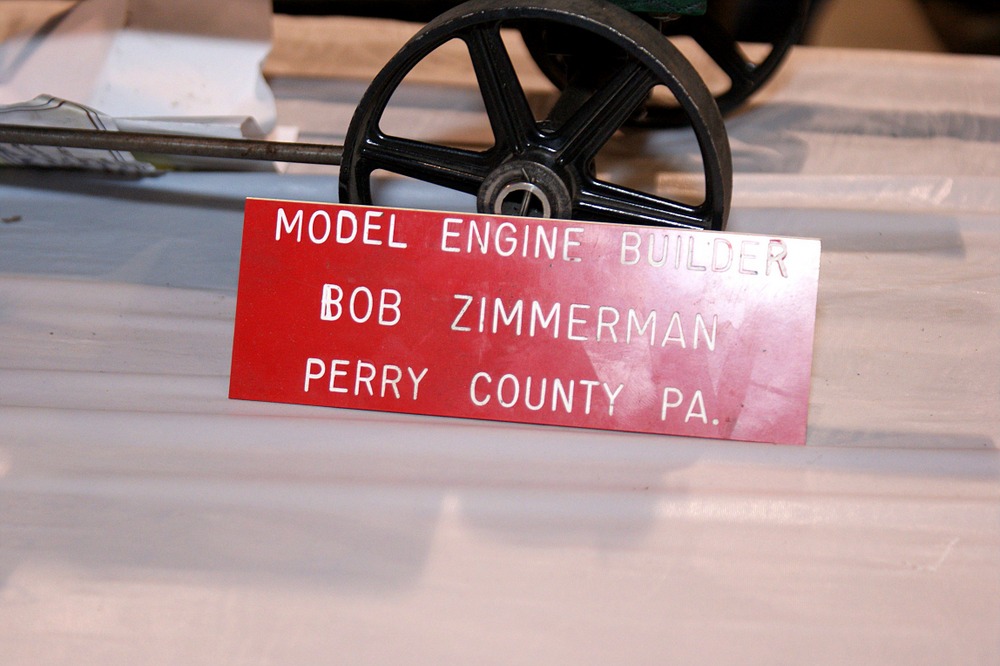 MODEL ENGINE BUILDER
BOB ZIMMERMAN
PERRY COUNTY PA.